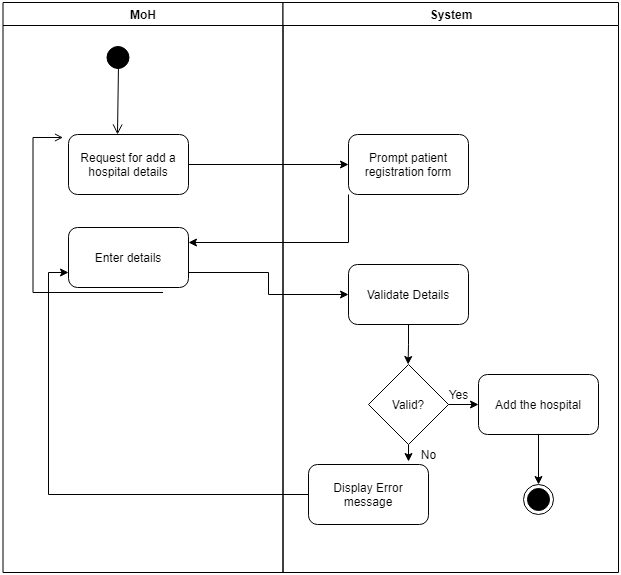 MoH
System
Request for add a
hospital details
Prompt patient
registration form
Enter details
Validate Details
Valid?
Yes
Add the hospital
No
Display Error
message